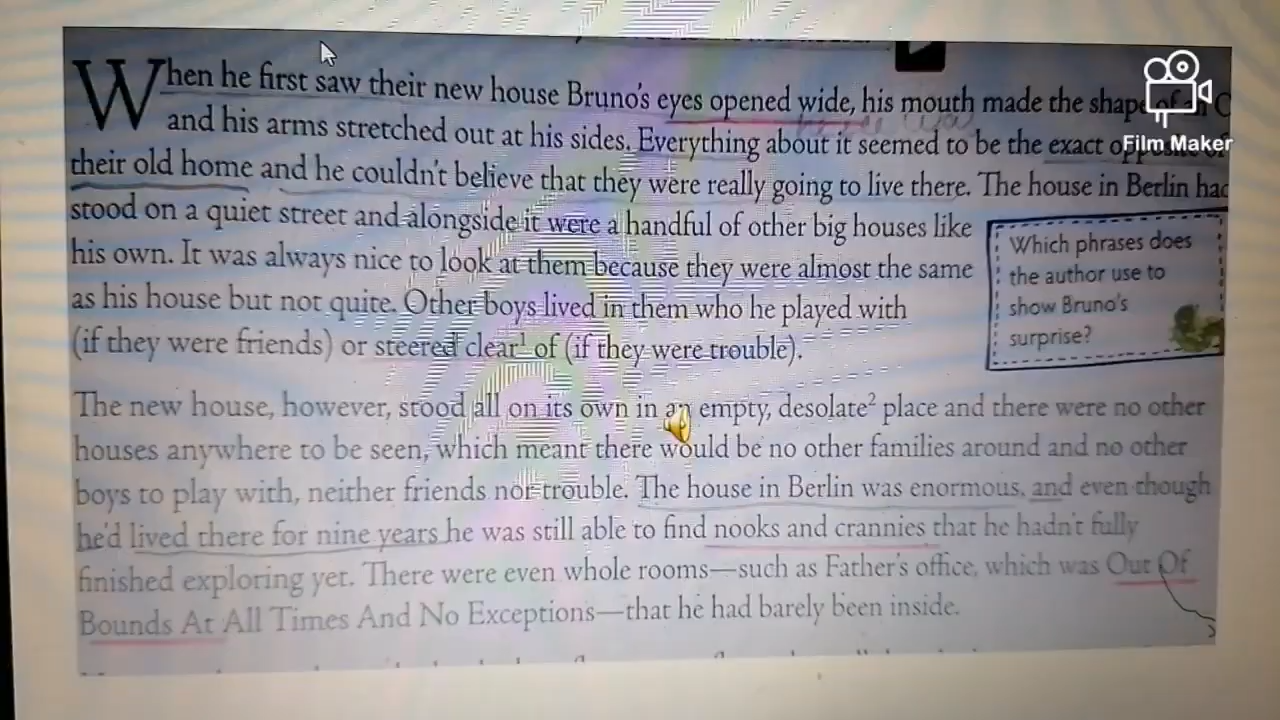 When he first saw their new house Bruno's eyes opened wide, his mouth made the shape of an O
and his arms stretched out at his sides. Everything about it seemed to be the exact opposite of
their old home and he couldn't believe that they were really going to live there. The house in Berlin had
stood on a quiet street and alongside it were a handful of other big houses like
his own. It was always nice to look at them because they were almost the same
as his house but not quite. Other boys lived in them who he played with
(if they were friends) or steered clear¹ of (if they were trouble).
Which phrases does
the author use to
show Bruno's
surprise?
The new house, however, stood all on its own in an empty, desolate² place and there were no other
houses anywhere to be seen, which meant there would be no other families around and no other
boys to play with, neither friends nor trouble. The house in Berlin was enormous, and even though
he'd lived there for nine years he was still able to find nooks and crannies that he hadn't fully
finished exploring yet. There were even whole rooms—such as Father's office, which was Out Of
Bounds At All Times And No Exceptions—that he had barely been inside.
Film Maker